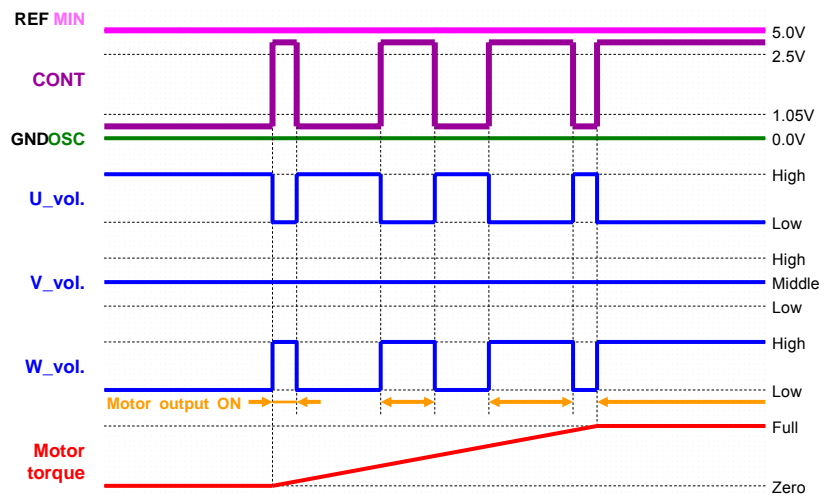 REF MIN
5.0V
2.5V
CONT
1.05V
GNDOSC
0.0V
High
U_vol.
Low
High
V_vol.
Middle
Low
High
W_vol.
Low
Motor output ON
Full
Motor
torque
Zero